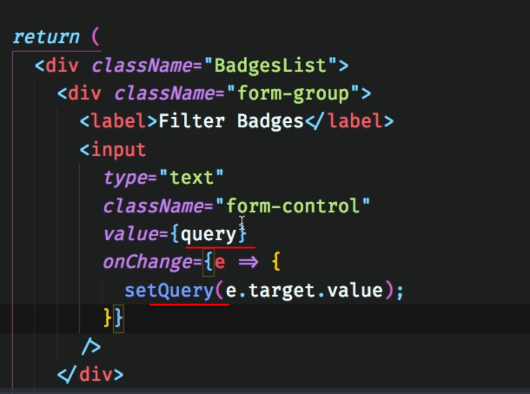 return (
<div className="BadgesList">
<div className="form-group">
<label>Filter Badges</label>
<input
type="text"
className="form-control"
value={query}
onChange={e => {
setQuery(e.target.value);
}}
/>
</div>